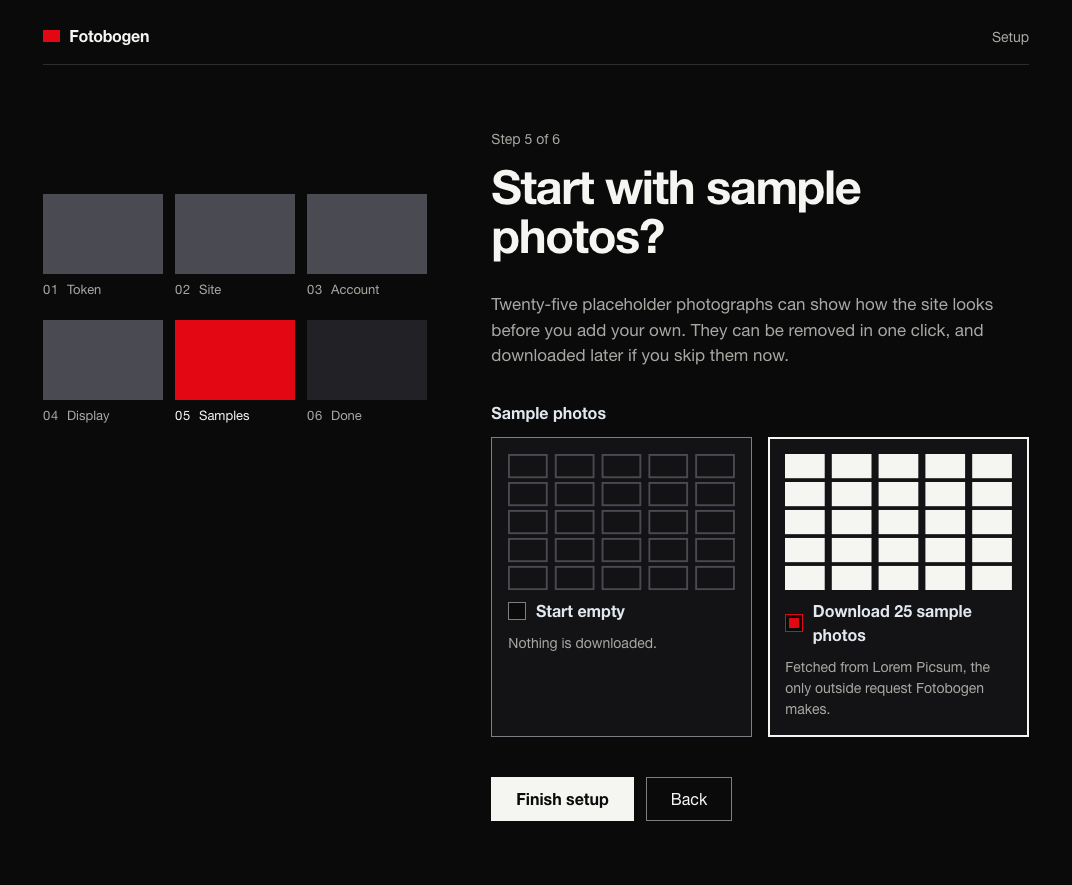 Fotobogen
Setup
01 Token
02 Site
03 Account
04 Display
05 Samples
06 Done
Step 5 of 6
Start with sample
photos?
Twenty-five placeholder photographs can show how the site looks
before you add your own. They can be removed in one click, and
downloaded later if you skip them now.
Sample photos
Start empty
Nothing is downloaded.
Download 25 sample
photos
Fetched from Lorem Picsum, the
only outside request Fotobogen
makes.
Finish setup
Back